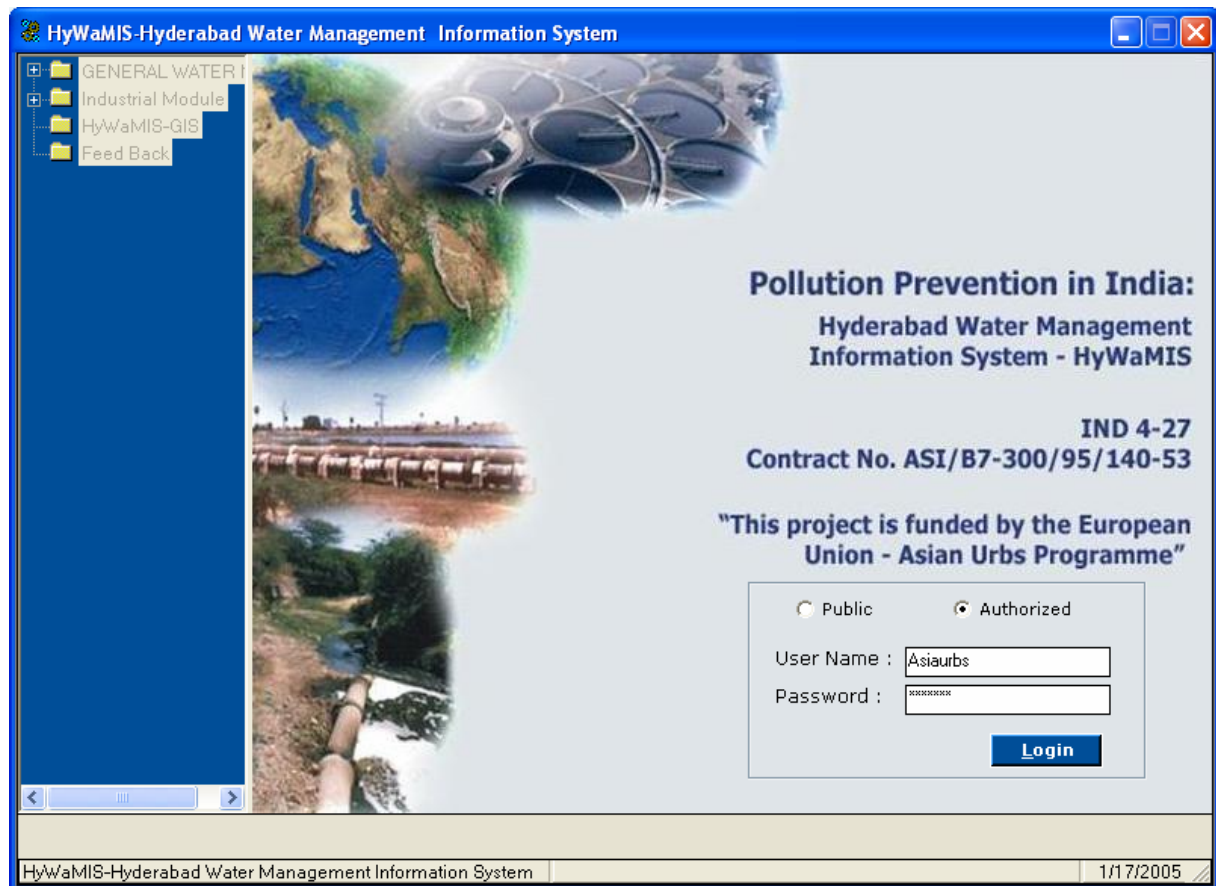 HyWaMIS-Hyderabad Water Management Information System
GENERAL WATER
Industrial Module
HyWaMIS-GIS
Feed Back
Pollution Prevention in India:
Hyderabad Water Management
Information System - HyWaMIS
IND 4-27
Contract No. ASI/B7-300/95/140-53
"This project is funded by the European
Union - Asian Urbs Programme"
Public Authorized
User Name : Asiaurbs
Password : *******
Login
HyWaMIS-Hyderabad Water Management Information System 1/17/2005